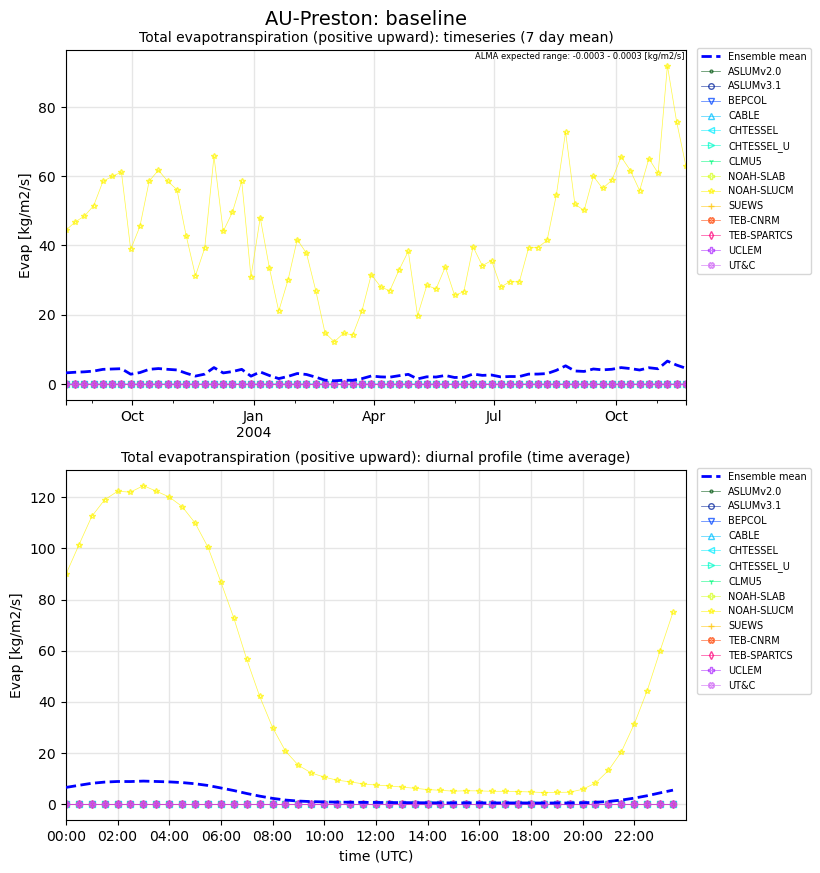 AU-Preston: baseline
Total evapotranspiration (positive upward): timeseries (7 day mean)
ALMA expected range: -0.0003 - 0.0003 [kg/m2/s]
Evap [kg/m2/s]
80
60
40
20
0
Oct
Jan
2004
Apr
Jul
Oct
Ensemble mean
ASLUMv2.0
ASLUMv3.1
BEPCOL
CABLE
CHTESSEL
CHTESSEL_U
CLMU5
NOAH-SLAB
NOAH-SLUCM
SUEWS
TEB-CNRM
TEB-SPARTCS
UCLEM
UT&C
Total evapotranspiration (positive upward): diurnal profile (time average)
Evap [kg/m2/s]
120
100
80
60
40
20
0
00:00 02:00 04:00 06:00 08:00 10:00 12:00 14:00 16:00 18:00 20:00 22:00
time (UTC)
Ensemble mean
ASLUMv2.0
ASLUMv3.1
BEPCOL
CABLE
CHTESSEL
CHTESSEL_U
CLMU5
NOAH-SLAB
NOAH-SLUCM
SUEWS
TEB-CNRM
TEB-SPARTCS
UCLEM
UT&C